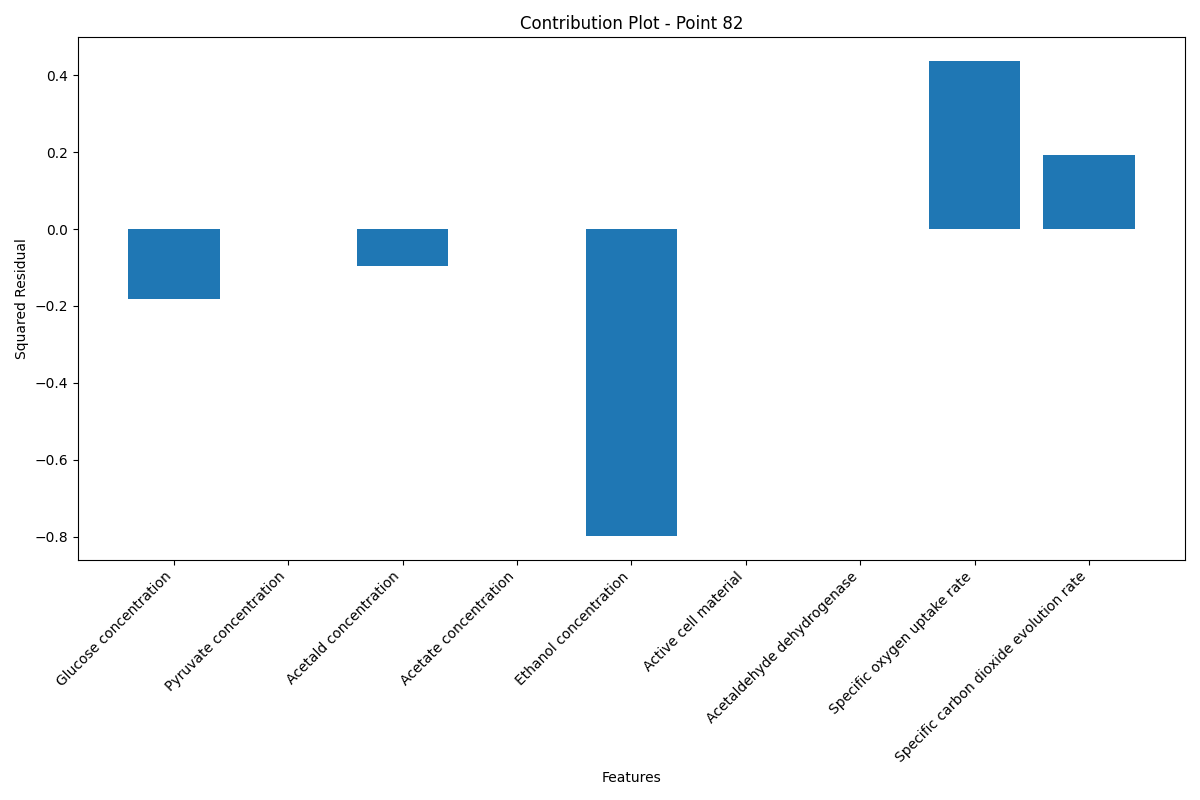 Contribution Plot - Point 82
Squared Residual
0.4
0.2
0.0
−0.2
−0.4
−0.6
−0.8
Glucose concentration
Pyruvate concentration
Acetald concentration
Acetate concentration
Ethanol concentration
Active cell material
Acetaldehyde dehydrogenase
Specific oxygen uptake rate
Specific carbon dioxide evolution rate
Features